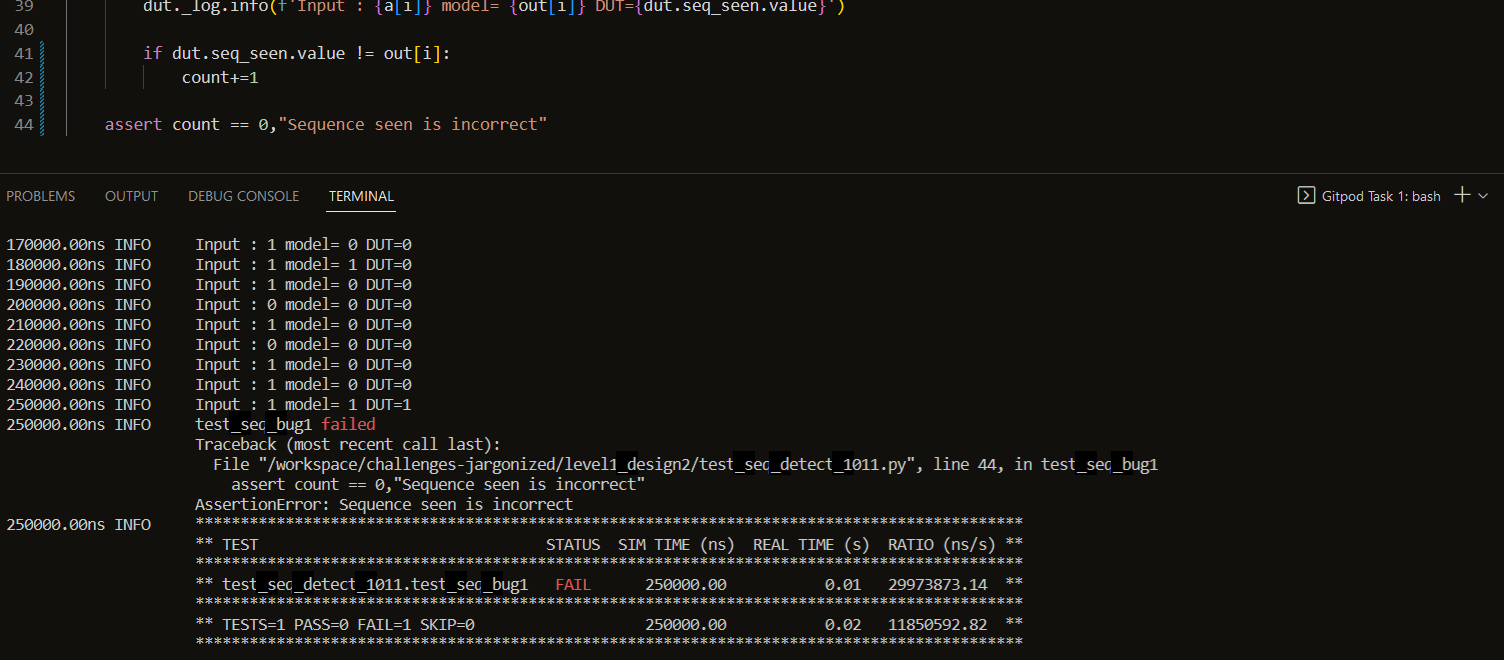 39 dut._log.info(f'Input : {a[i]} model= {out[i]} DUT={dut.seq_seen.value}')
40
41 if dut.seq_seen.value != out[i]:
42 count+=1
43
44 assert count == 0,"Sequence seen is incorrect"
PROBLEMS OUTPUT DEBUG CONSOLE TERMINAL Gitpod Task 1: bash
170000.00ns INFO Input : 1 model= 0 DUT=0
180000.00ns INFO Input : 1 model= 1 DUT=0
190000.00ns INFO Input : 1 model= 0 DUT=0
200000.00ns INFO Input : 0 model= 0 DUT=0
210000.00ns INFO Input : 1 model= 0 DUT=0
220000.00ns INFO Input : 0 model= 0 DUT=0
230000.00ns INFO Input : 1 model= 0 DUT=0
240000.00ns INFO Input : 1 model= 0 DUT=0
250000.00ns INFO Input : 1 model= 1 DUT=1
250000.00ns INFO test_seq_bug1 failed
Traceback (most recent call last):
File "/workspace/challenges-jargonized/level1_design2/test_seq_detect_1011.py", line 44, in test_seq_bug1
assert count == 0,"Sequence seen is incorrect"
AssertionError: Sequence seen is incorrect
250000.00ns INFO ********************************************************************************************
** TEST STATUS SIM TIME (ns) REAL TIME (s) RATIO (ns/s) **
********************************************************************************************
** test_seq_detect_1011.test_seq_bug1 FAIL 250000.00 0.01 29973873.14 **
********************************************************************************************
** TESTS=1 PASS=0 FAIL=1 SKIP=0 250000.00 0.02 11850592.82 **
********************************************************************************************